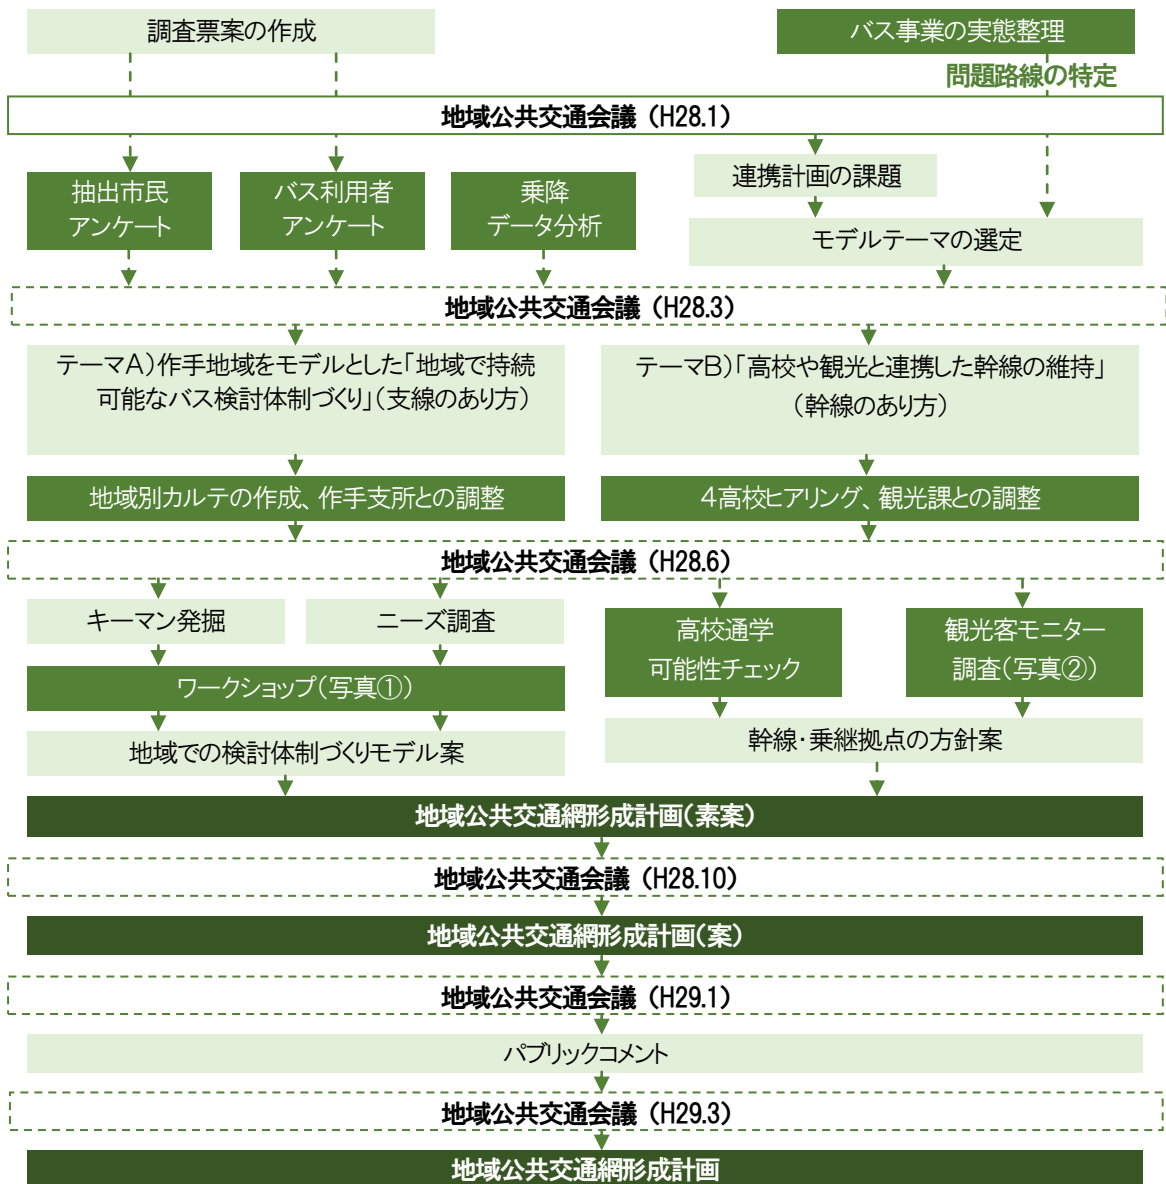 調査票案の作成
バス事業の実態整理
問題路線の特定
地域公共交通会議（H28.1）
連携計画の課題
抽出市民
アンケート
バス利用者
アンケート
乗降
データ分析
モデルテーマの選定
地域公共交通会議（H28.3）
テーマA）作手地域をモデルとした「地域で持続
可能なバス検討体制づくり」（支線のあり方）
テーマB）「高校や観光と連携した幹線の維持」
（幹線のあり方）
地域別カルテの作成、作手支所との調整
４高校ヒアリング、観光課との調整
地域公共交通会議（H28.6）
キーマン発掘
ニーズ調査
高校通学
可能性チェック
観光客モニター
調査（写真②）
ワークショップ（写真①）
地域での検討体制づくりモデル案
幹線・乗継拠点の方針案
地域公共交通網形成計画（素案）
地域公共交通会議（H28.10）
地域公共交通網形成計画（案）
地域公共交通会議（H29.1）
パブリックコメント
地域公共交通会議（H29.3）
地域公共交通網形成計画